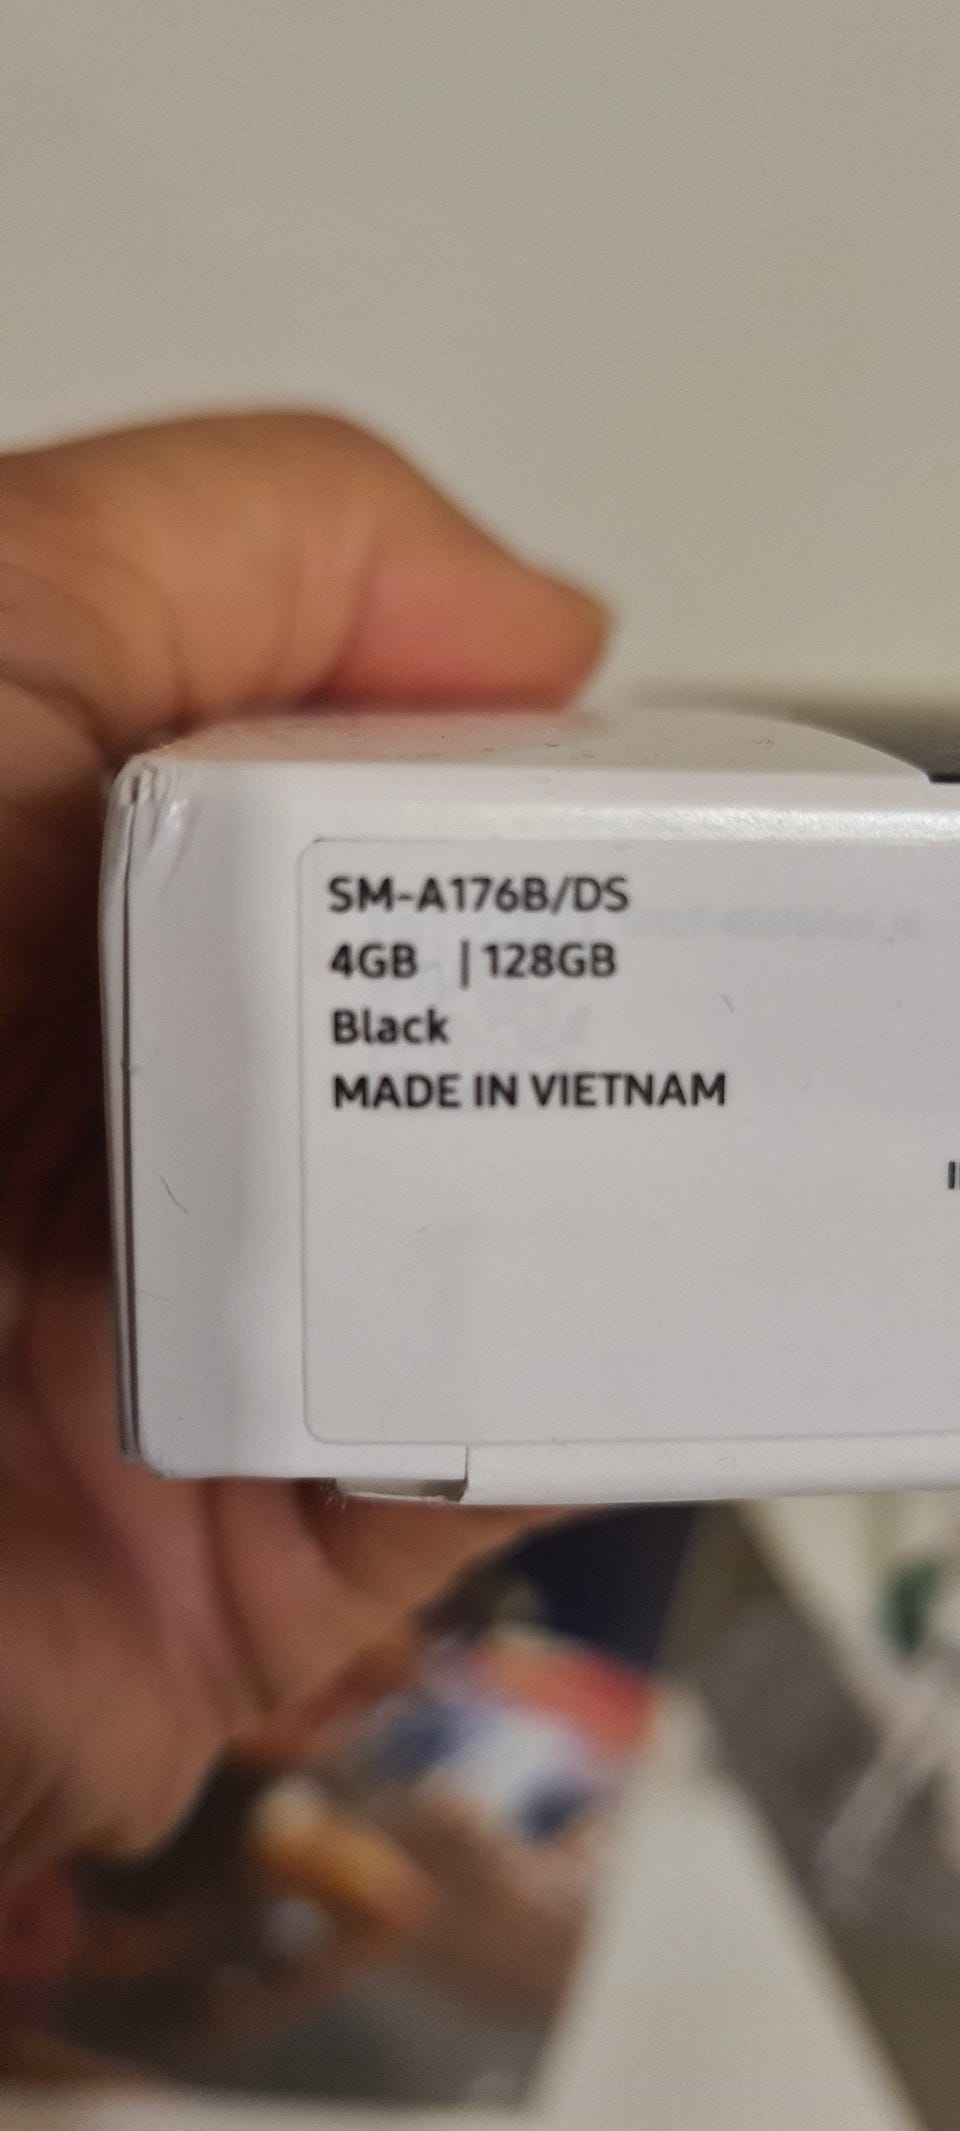 SM-A176B/DS
4GB | 128GB
Black
MADE IN VIETNAM